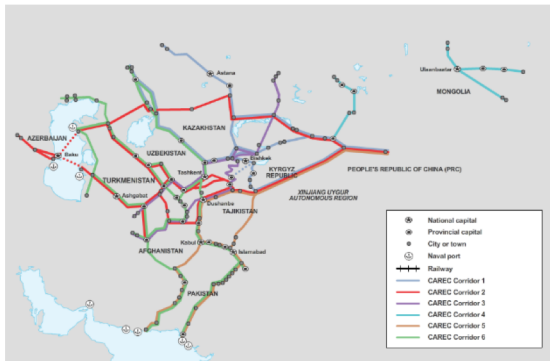 Astana
Ulaanbaatar
MONGOLIA
KAZAKHSTAN
AZERBAIJAN
Baku
UZBEKISTAN
Tashkent
Bishkek
KYRGYZ
REPUBLIC
PEOPLE'S REPUBLIC OF CHINA (PRC)
TURKMENISTAN
Ashgabat
XINJIANG UYGUR
AUTONOMOUS REGION
Dushanbe
TAJIKISTAN
Kabul
AFGHANISTAN
Islamabad
PAKISTAN
National capital
Provincial capital
City or town
Naval port
Railway
CAREC Corridor 1
CAREC Corridor 2
CAREC Corridor 3
CAREC Corridor 4
CAREC Corridor 5
CAREC Corridor 6